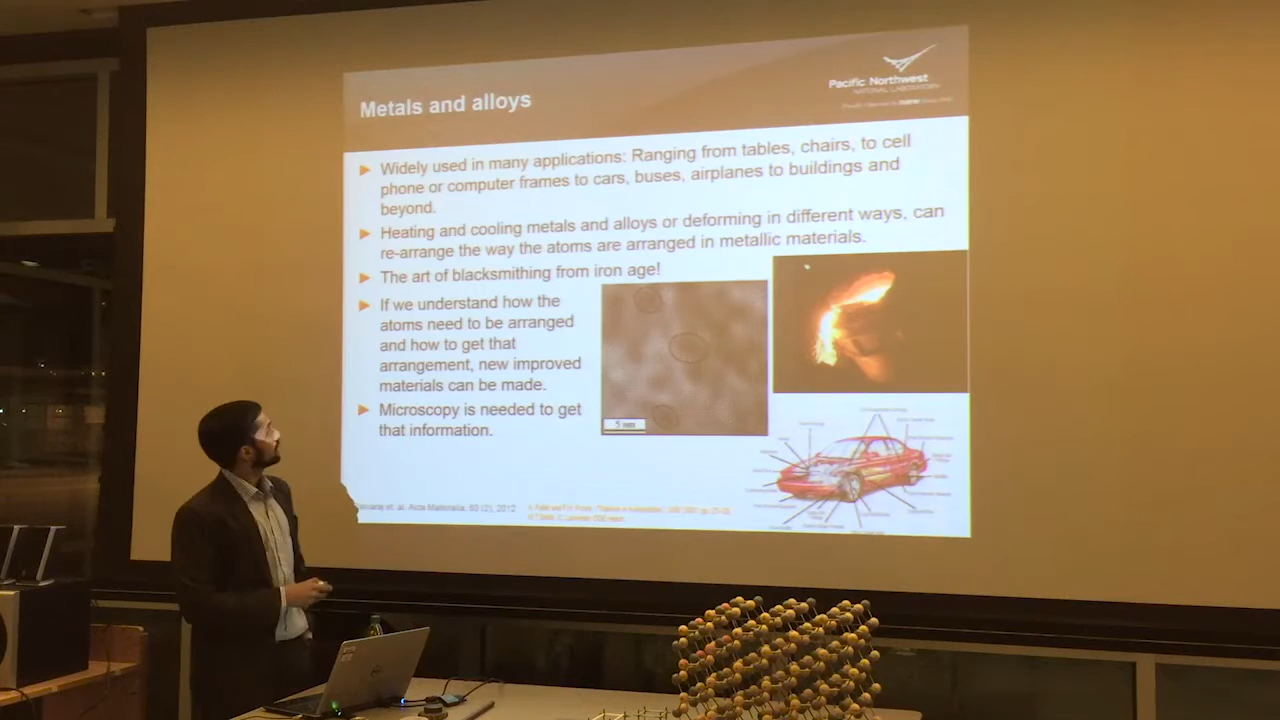 Metals and alloys
Pacific Northwest
NATIONAL LABORATORY
Widely used in many applications: Ranging from tables, chairs, to cell
phone or computer frames to cars, buses, airplanes to buildings and
beyond.
Heating and cooling metals and alloys or deforming in different ways, can
re-arrange the way the atoms are arranged in metallic materials.
The art of blacksmithing from iron age!
If we understand how the
atoms need to be arranged
and how to get that
arrangement, new improved
materials can be made.
Microscopy is needed to get
that information.
5 nm
et. al. Acta Materialia, 60 (2), 2012